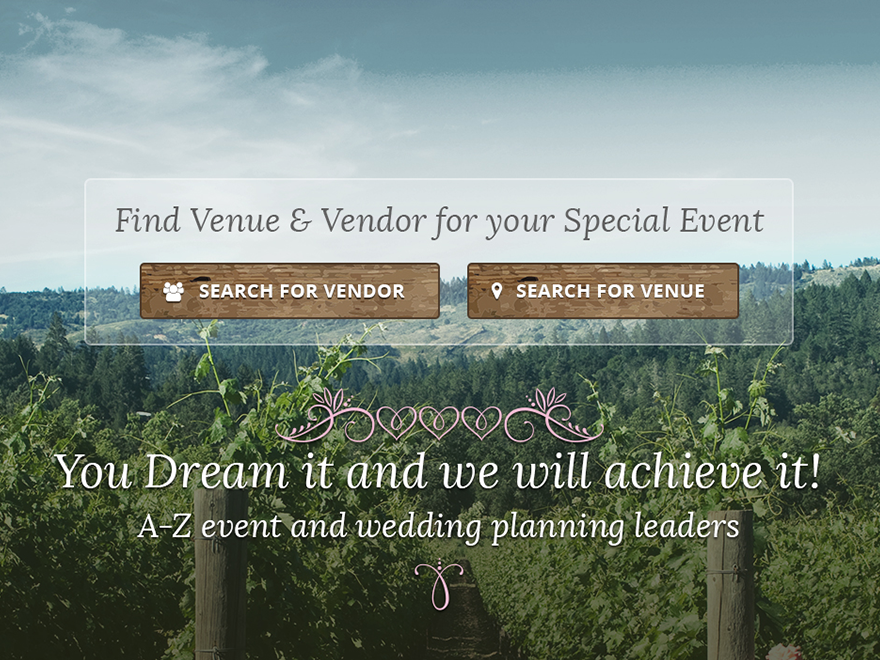 Find Venue & Vendor for your Special Event
SEARCH FOR VENDOR
SEARCH FOR VENUE
You Dream it and we will achieve it!
A-Z event and wedding planning leaders